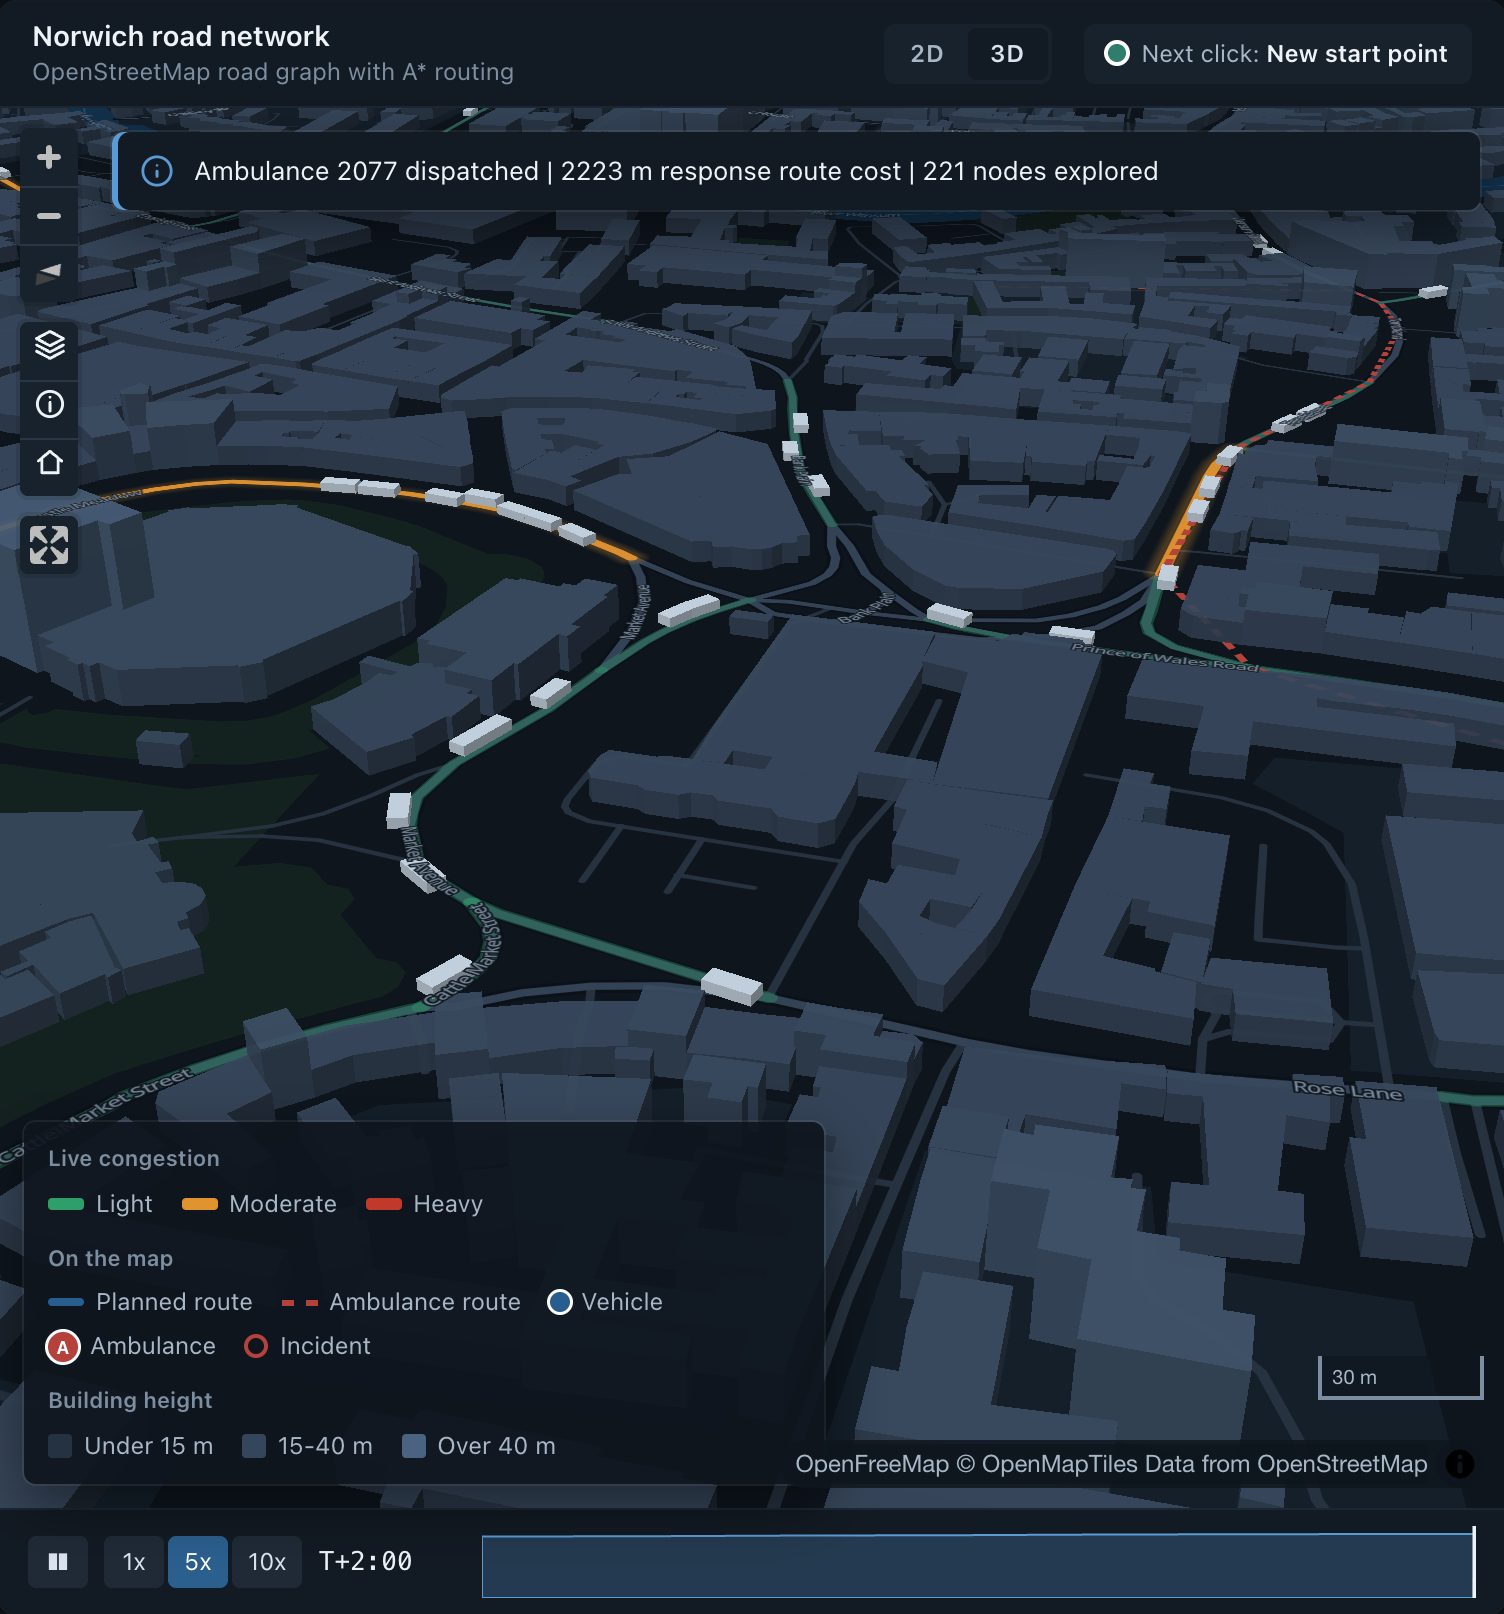 Norwich road network
OpenStreetMap road graph with A* routing
2D 3D
Next click: New start point
Ambulance 2077 dispatched | 2223 m response route cost | 221 nodes explored
Bank Plain
Market Avenue
Prince of Wales Road
Market Avenue
Cattle Market Street
Cattle Market Street
Rose Lane
Live congestion
Light Moderate Heavy
On the map
Planned route Ambulance route Vehicle
A Ambulance Incident
Building height
Under 15 m 15-40 m Over 40 m
30 m
OpenFreeMap © OpenMapTiles Data from OpenStreetMap
1x 5x 10x T+2:00